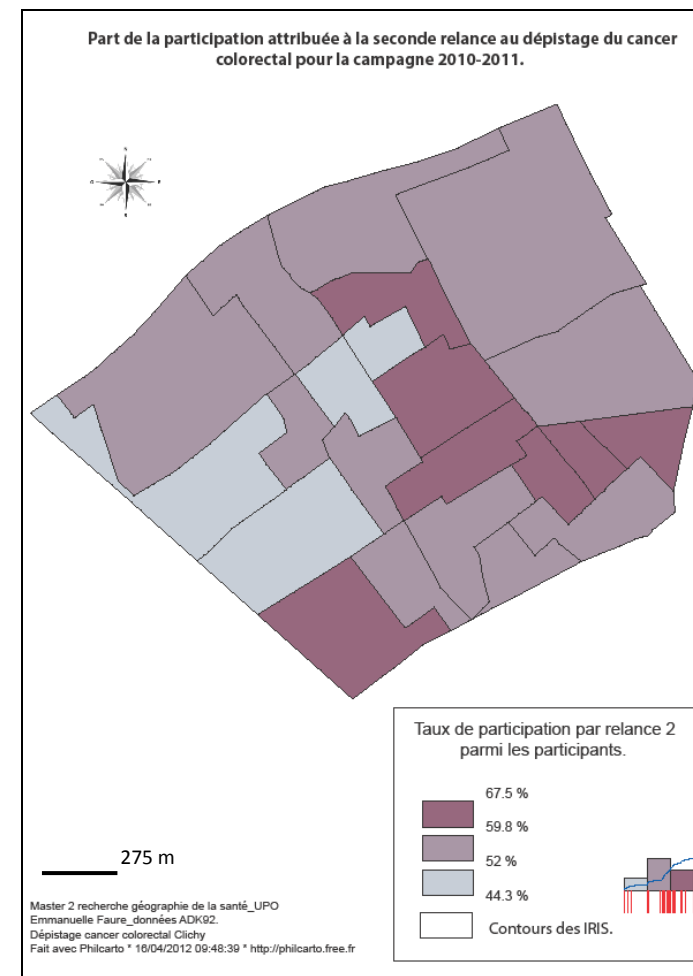 Part de la participation attribuée à la seconde relance au dépistage du cancer
colorectal pour la campagne 2010-2011.
Taux de participation par relance 2
parmi les participants.
67.5 %
59.8 %
52 %
44.3 %
Contours des IRIS.
275 m
Master 2 recherche géographie de la santé_UPO
Emmanuelle Faure_données ADK92.
Dépistage cancer colorectal Clichy
Fait avec Philcarto * 16/04/2012 09:48:39 * http://philcarto.free.fr